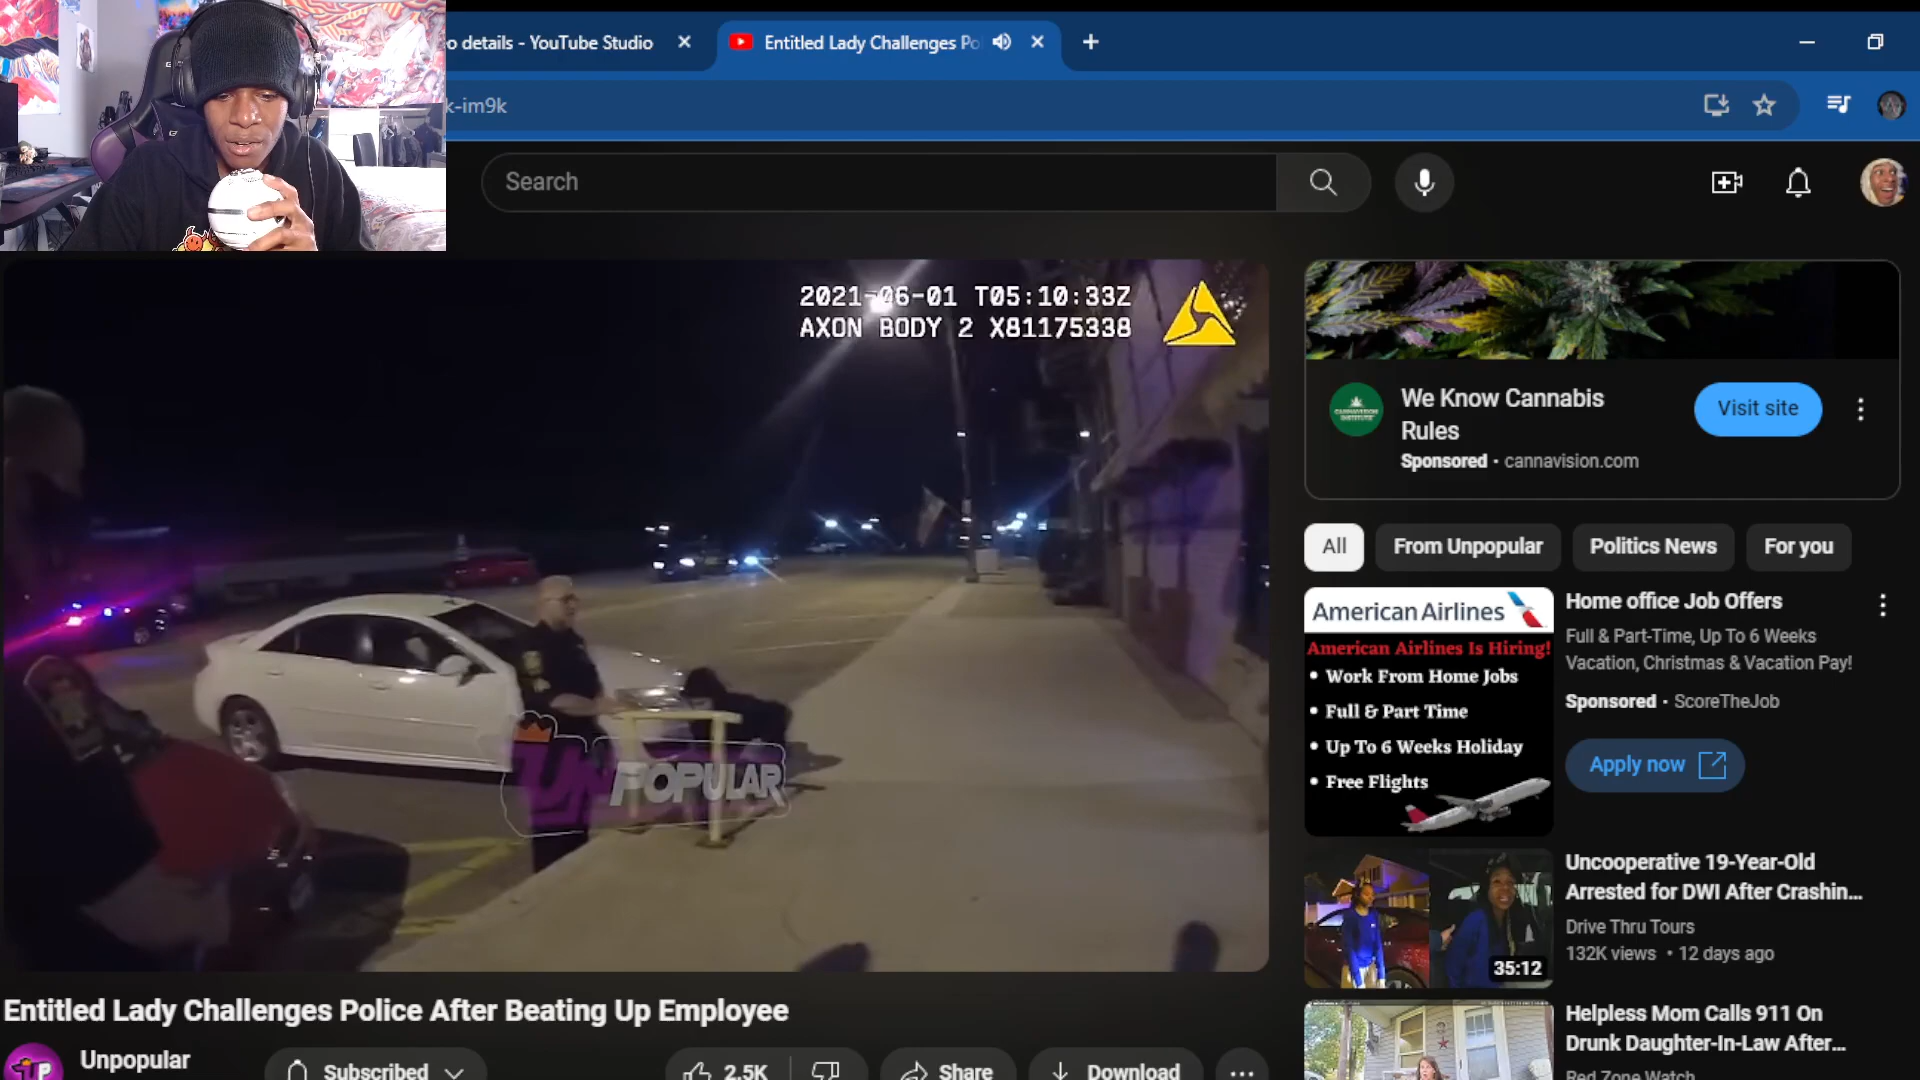 o details - YouTube Studio
Entitled Lady Challenges Po
k-im9k
Search
2021-06-01 T05:10:33Z
AXON BODY 2 X81175338
UNPOPULAR
We Know Cannabis
Rules
Sponsored • cannavision.com
Visit site
All
From Unpopular
Politics News
For you
American Airlines
American Airlines Is Hiring!
• Work From Home Jobs
• Full & Part Time
• Up To 6 Weeks Holiday
• Free Flights
Home office Job Offers
Full & Part-Time, Up To 6 Weeks
Vacation, Christmas & Vacation Pay!
Sponsored • ScoreTheJob
Apply now
35:12
Uncooperative 19-Year-Old
Arrested for DWI After Crashin...
Drive Thru Tours
132K views • 12 days ago
Helpless Mom Calls 911 On
Drunk Daughter-In-Law After...
Red Zone Watch
Entitled Lady Challenges Police After Beating Up Employee
Unpopular
Subscribed
2.5K
Share
Download